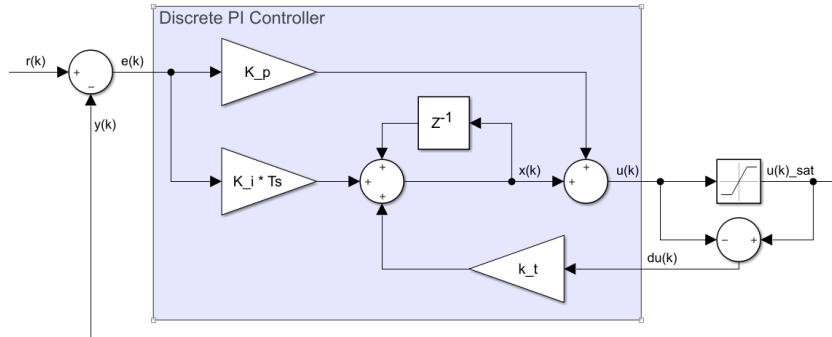 Discrete PI Controller
r(k)
+
−
e(k)
y(k)
K_p
z-1
K_i * Ts
+
+
+
x(k)
+
+
u(k)
u(k)_sat
−
+
k_t
du(k)